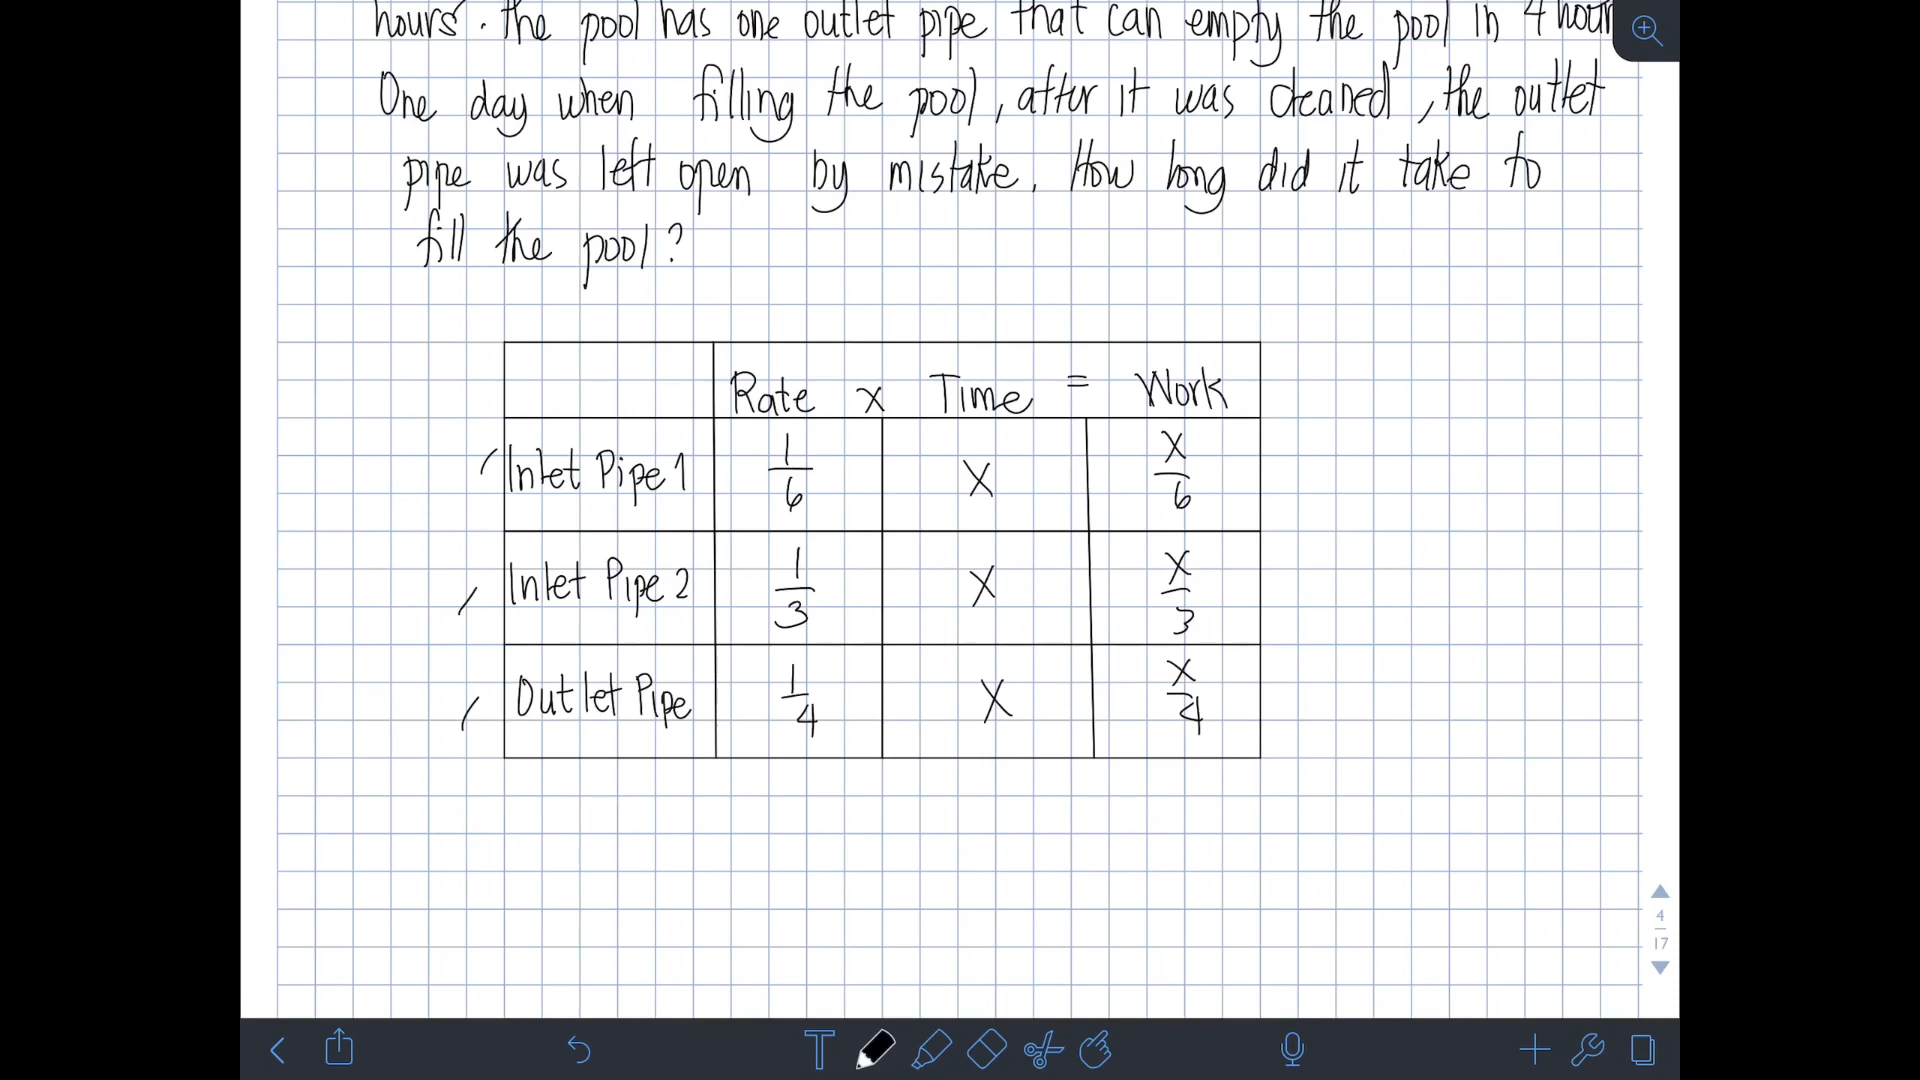 hours. The pool has one outlet pipe that can empty the pool in 4 hour
One day when filling the pool, after it was cleaned, the outlet
pipe was left open by mistake. How long did it take to
fill the pool?
Rate x Time = Work
Inlet Pipe 1 1/6 X X/6
Inlet Pipe 2 1/3 X X/3
Outlet Pipe 1/4 X X/4
4
17
T